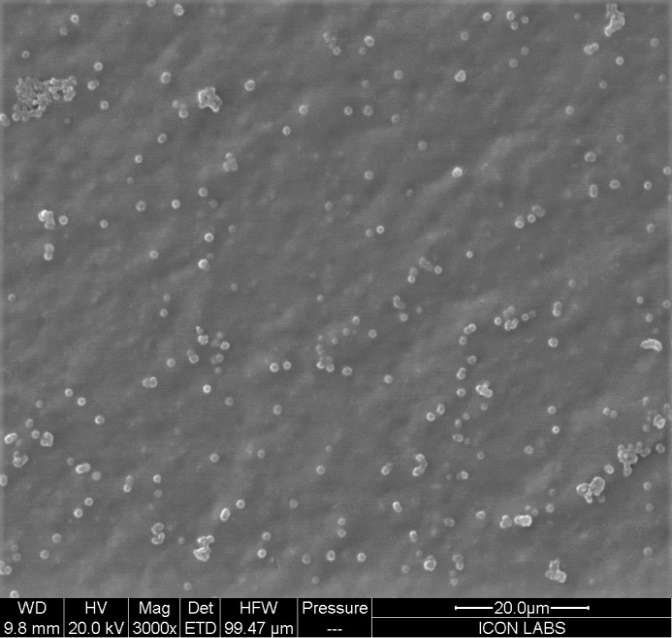 WD HV Mag Det HFW Pressure 20.0µm
9.8 mm 20.0 kV 3000x ETD 99.47 µm --- ICON LABS